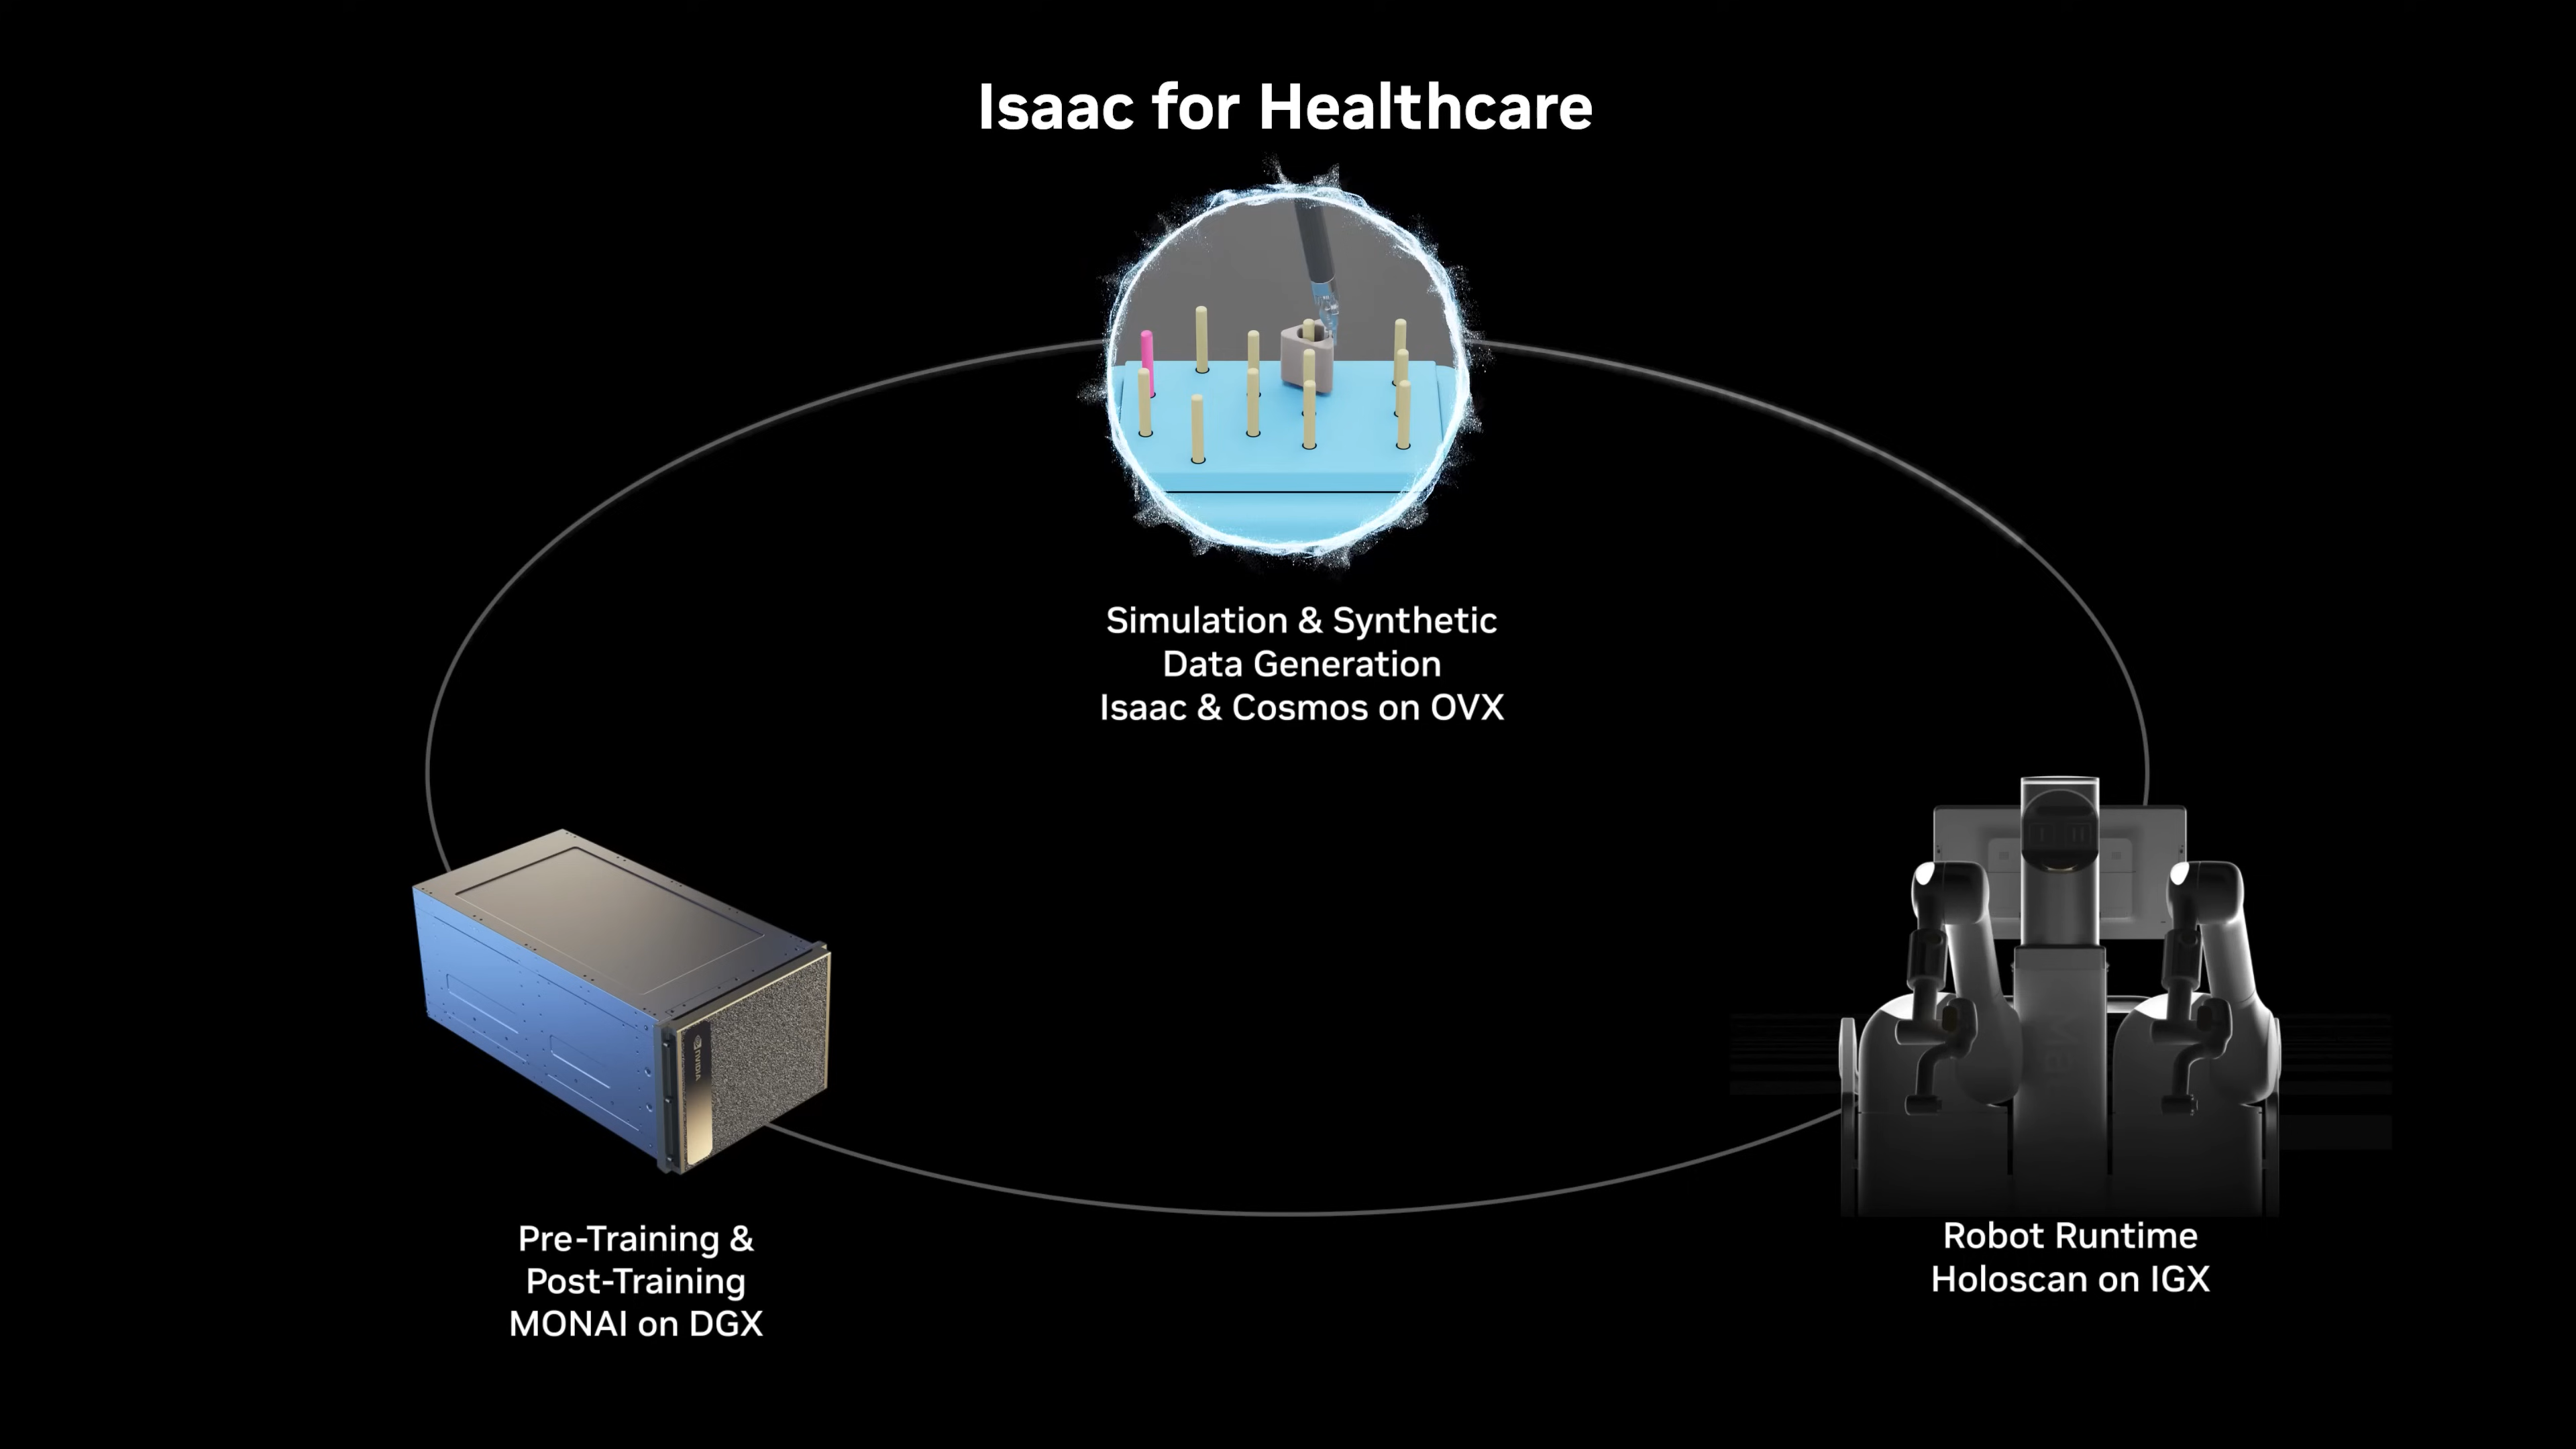 Isaac for Healthcare
Simulation & Synthetic
Data Generation
Isaac & Cosmos on OVX
nVIDIA
Pre-Training &
Post-Training
MONAI on DGX
Robot Runtime
Holoscan on IGX